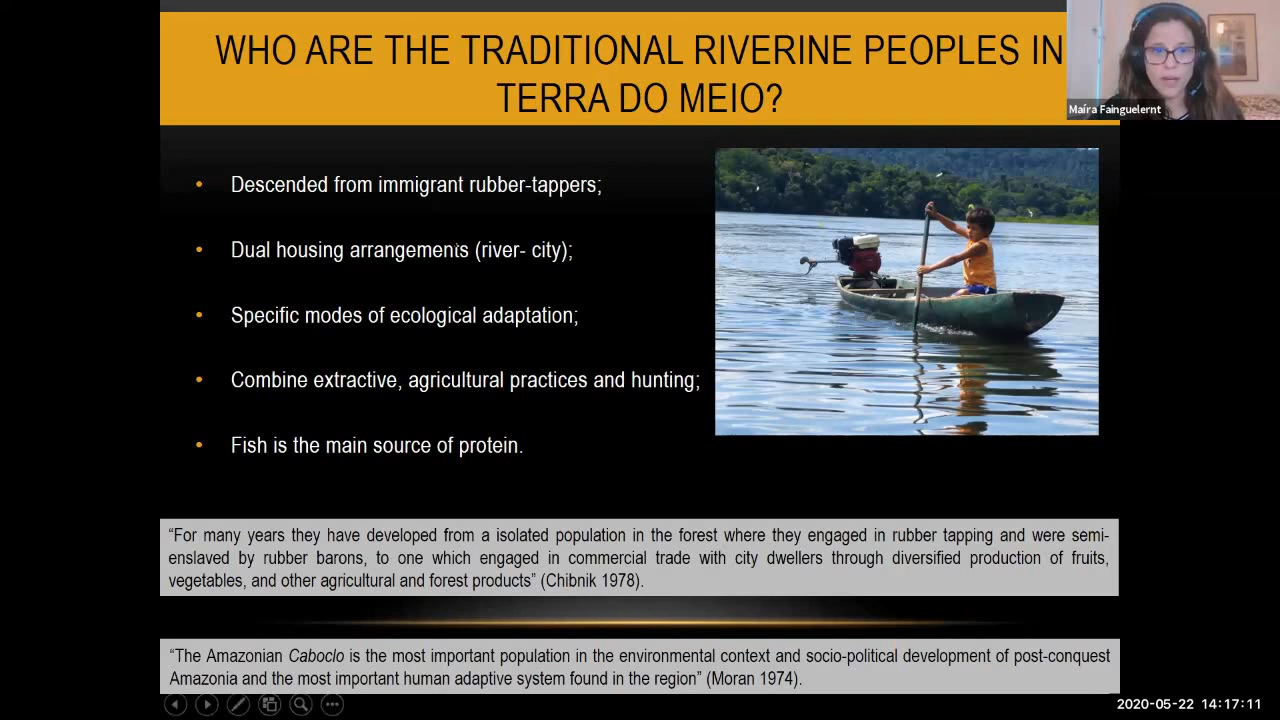 WHO ARE THE TRADITIONAL RIVERINE PEOPLES IN
TERRA DO MEIO?
Maíra Fainguelernt
• Descended from immigrant rubber-tappers;
• Dual housing arrangements (river- city);
• Specific modes of ecological adaptation;
• Combine extractive, agricultural practices and hunting;
• Fish is the main source of protein.
“For many years they have developed from a isolated population in the forest where they engaged in rubber tapping and were semi-
enslaved by rubber barons, to one which engaged in commercial trade with city dwellers through diversified production of fruits,
vegetables, and other agricultural and forest products” (Chibnik 1978).
“The Amazonian Caboclo is the most important population in the environmental context and socio-political development of post-conquest
Amazonia and the most important human adaptive system found in the region” (Moran 1974).
2020-05-22 14:17:11